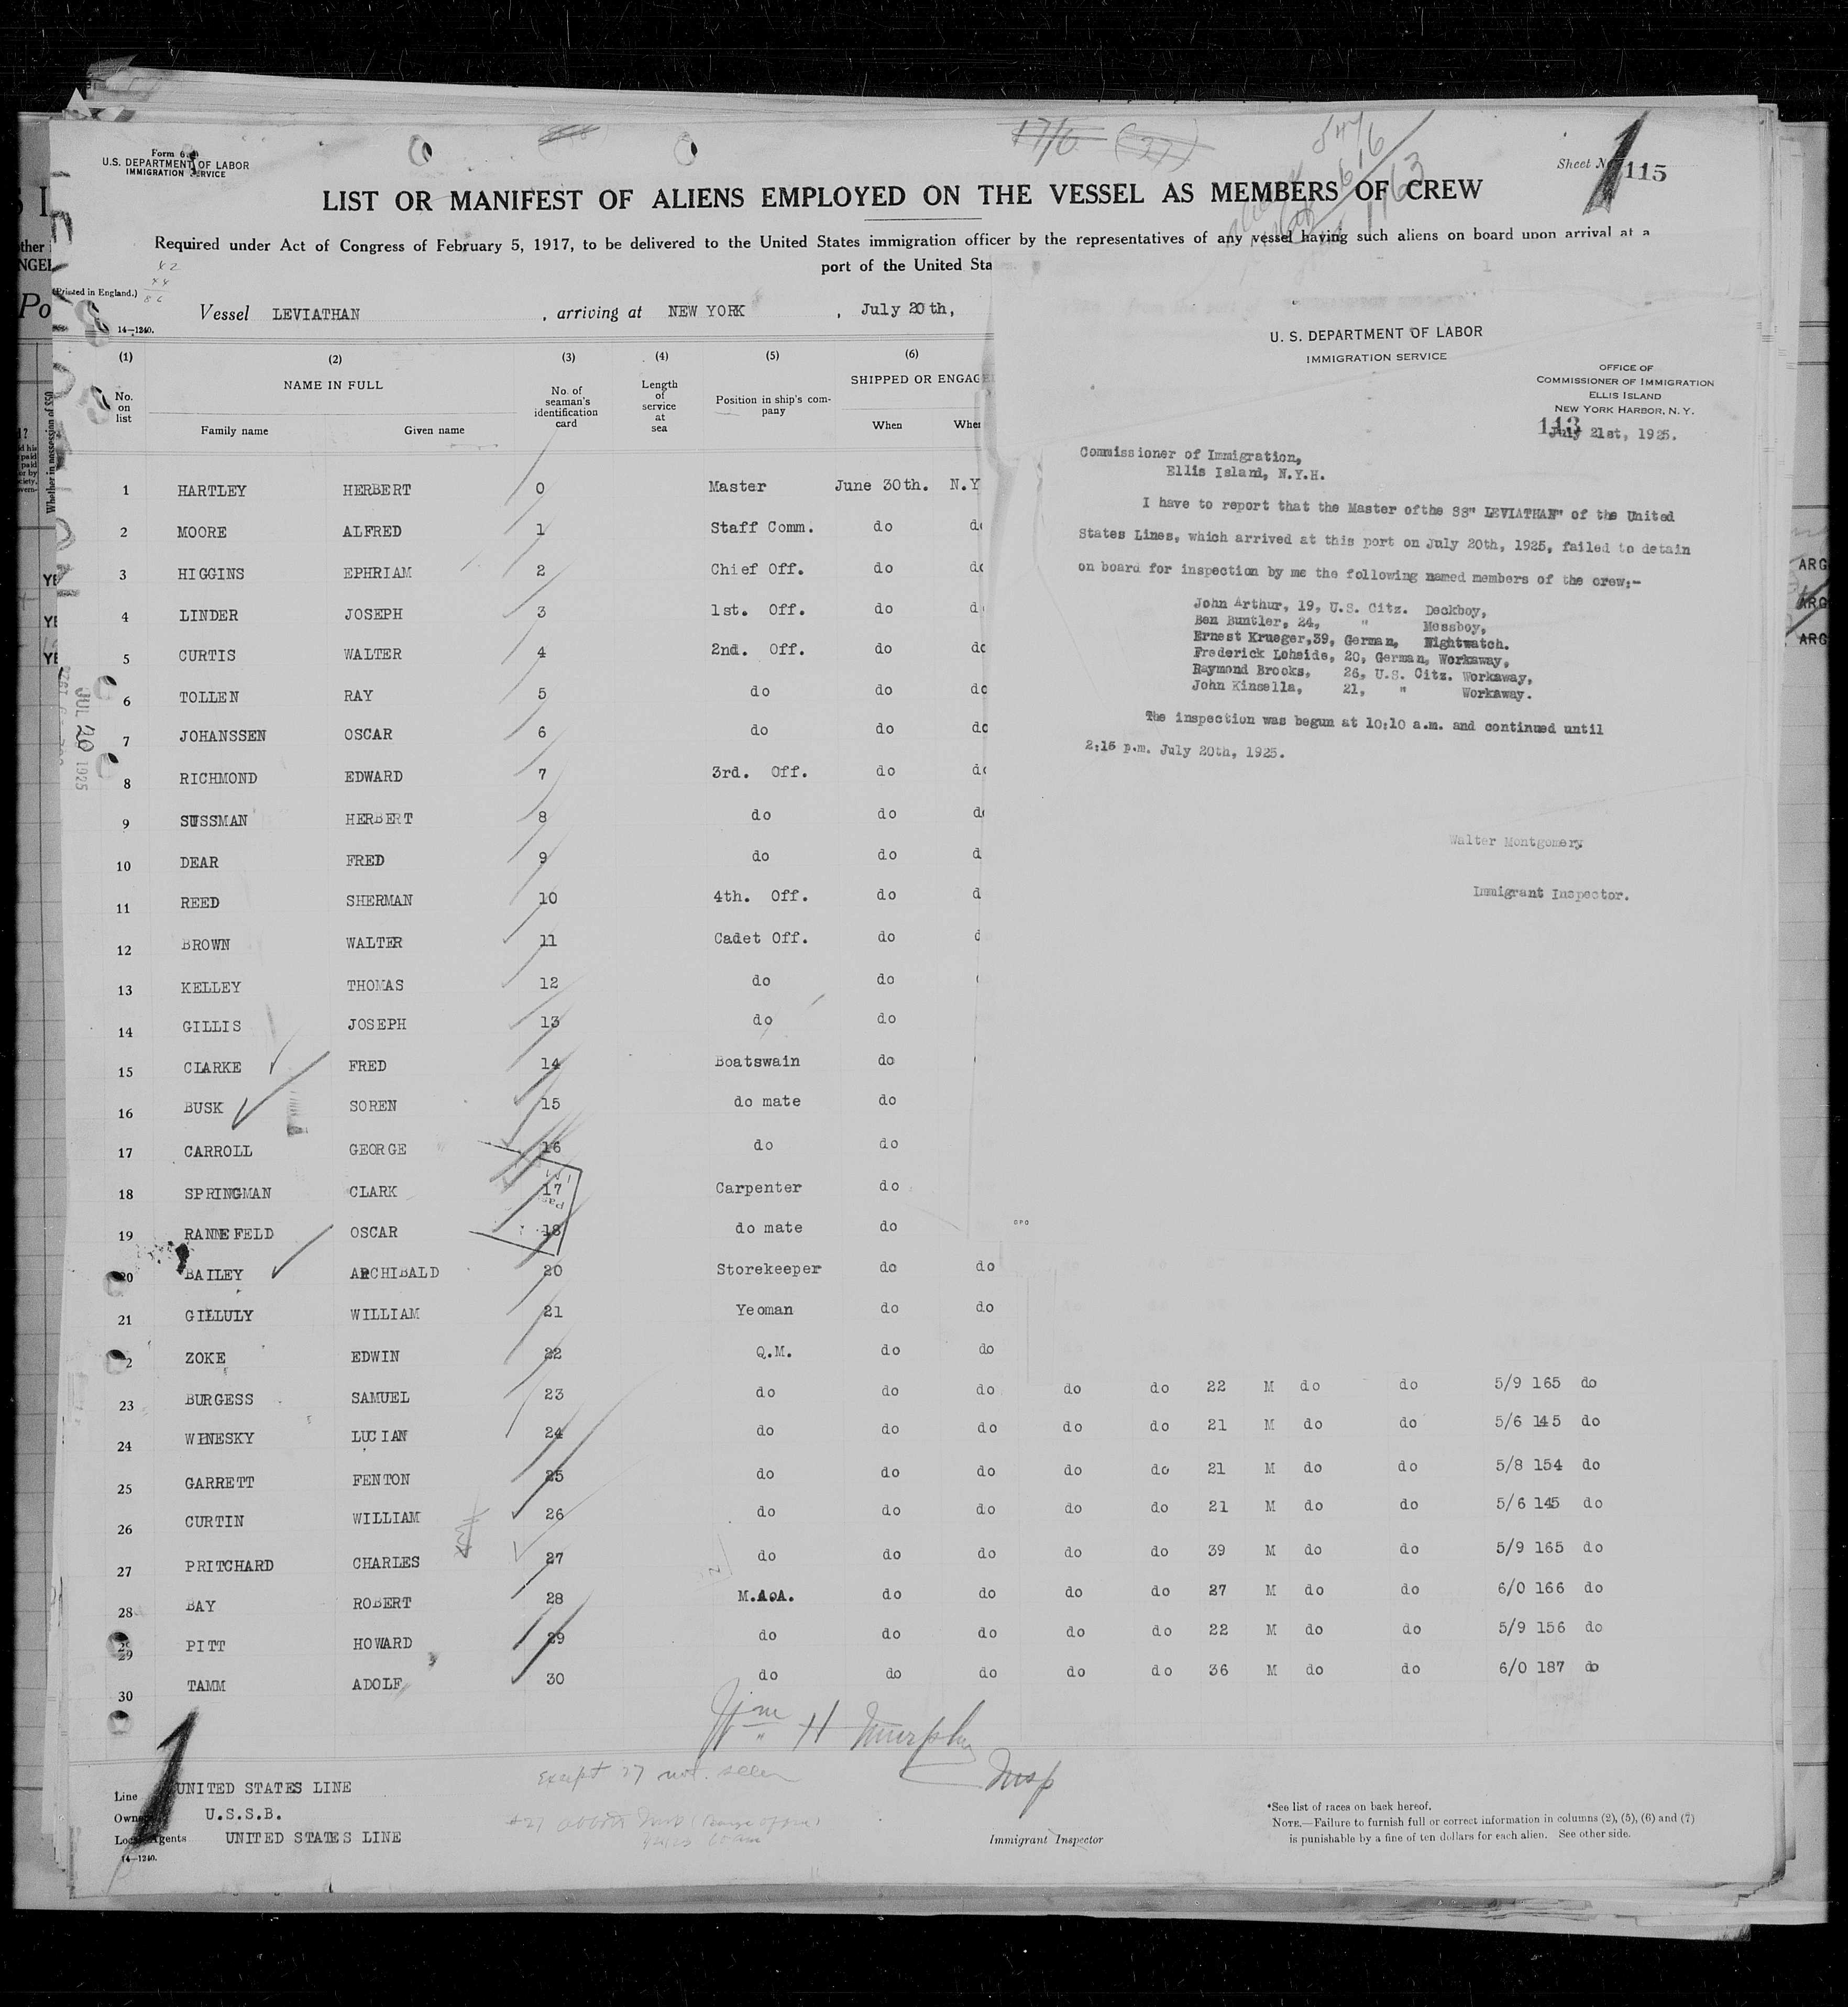 U.S. DEPARTMENT OF LABOR
IMMIGRATION SERVICE
Sheet No. 115
LIST OR MANIFEST OF ALIENS EMPLOYED ON THE VESSEL AS MEMBERS OF CREW
Required under Act of Congress of February 5, 1917, to be delivered to the United States immigration officer by the representatives of any vessel having such aliens on board upon arrival at a
port of the United Sta
(Printed in England.)
Vessel LEVIATHAN , arriving at NEW YORK , July 20th,
14—1240.
(1) (2) (3) (4) (5) (6)
No. on list NAME IN FULL No. of seaman's identification card Length of service at sea Position in ship's company SHIPPED OR ENGAGE
Family name Given name When Wher
1 HARTLEY HERBERT 0 Master June 30th. N.Y
2 MOORE ALFRED 1 Staff Comm. do do
3 HIGGINS EPHRIAM 2 Chief Off. do do
4 LINDER JOSEPH 3 1st. Off. do d
5 CURTIS WALTER 4 2nd. Off. do do
6 TOLLEN RAY 5 do do do
7 JOHANSSEN OSCAR 6 do do do
8 RICHMOND EDWARD 7 3rd. Off. do do
9 SUSSMAN HERBERT 8 do do do
10 DEAR FRED 9 do do d
11 REED SHERMAN 10 4th. Off. do d
12 BROWN WALTER 11 Cadet Off. do d
13 KELLEY THOMAS 12 do do
14 GILLIS JOSEPH 13 do do
15 CLARKE FRED 14 Boatswain do
16 BUSK SOREN 15 do mate do
17 CARROLL GEORGE 16 do do
18 SPRINGMAN CLARK 17 Carpenter do
19 RANNEFELD OSCAR 18 do mate do
20 BAILEY ARCHIBALD 20 Storekeeper do do
21 GILLULY WILLIAM 21 Yeoman do do
2 ZOKE EDWIN 22 Q.M. do do
23 BURGESS SAMUEL 23 do do do do do 22 M do do 5/9 165 do
24 WINESKY LUCIAN 24 do do do do do 21 M do do 5/6 145 do
25 GARRETT FENTON 25 do do do do do 21 M do do 5/8 154 do
26 CURTIN WILLIAM 26 do do do do do 21 M do do 5/6 145 do
27 PRITCHARD CHARLES 27 do do do do do 39 M do do 5/9 165 do
28 BAY ROBERT 28 M.A.A. do do do do 27 M do do 6/0 166 do
29 PITT HOWARD 29 do do do do do 22 M do do 5/9 156 do
30 TAMM ADOLF 30 do do do do do 36 M do do 6/0 187 do
Wm H Murphy
Insp
Except 27 not seen
Line UNITED STATES LINE
Owners U.S.S.B.
Local Agents UNITED STATES LINE
14—1240.
Immigrant Inspector
*See list of races on back hereof.
NOTE.—Failure to furnish full or correct information in columns (2), (5), (6) and (7)
is punishable by a fine of ten dollars for each alien. See other side.
U. S. DEPARTMENT OF LABOR
IMMIGRATION SERVICE
OFFICE OF
COMMISSIONER OF IMMIGRATION
ELLIS ISLAND
NEW YORK HARBOR, N. Y.
113
July 21st, 1925.
Commissioner of Immigration,
Ellis Island, N.Y.H.
I have to report that the Master ofthe SS" LEVIATHAN" of the United
States Lines, which arrived at this port on July 20th, 1925, failed to detain
on board for inspection by me the following named members of the crew;-
John Arthur, 19, U.S. Citz. Deckboy,
Ben Buntler, 24, " Messboy,
Ernest Krueger,39, German, Nightwatch.
Frederick Loheide, 20, German, Workaway,
Raymond Brooks, 26, U.S. Citz. Workaway,
John Kinsella, 21, " Workaway.
The inspection was begun at 10:10 a.m. and continued until
2:15 p.m. July 20th, 1925.
Walter Montgomery
Immigrant Inspector.
JUL 20 1925